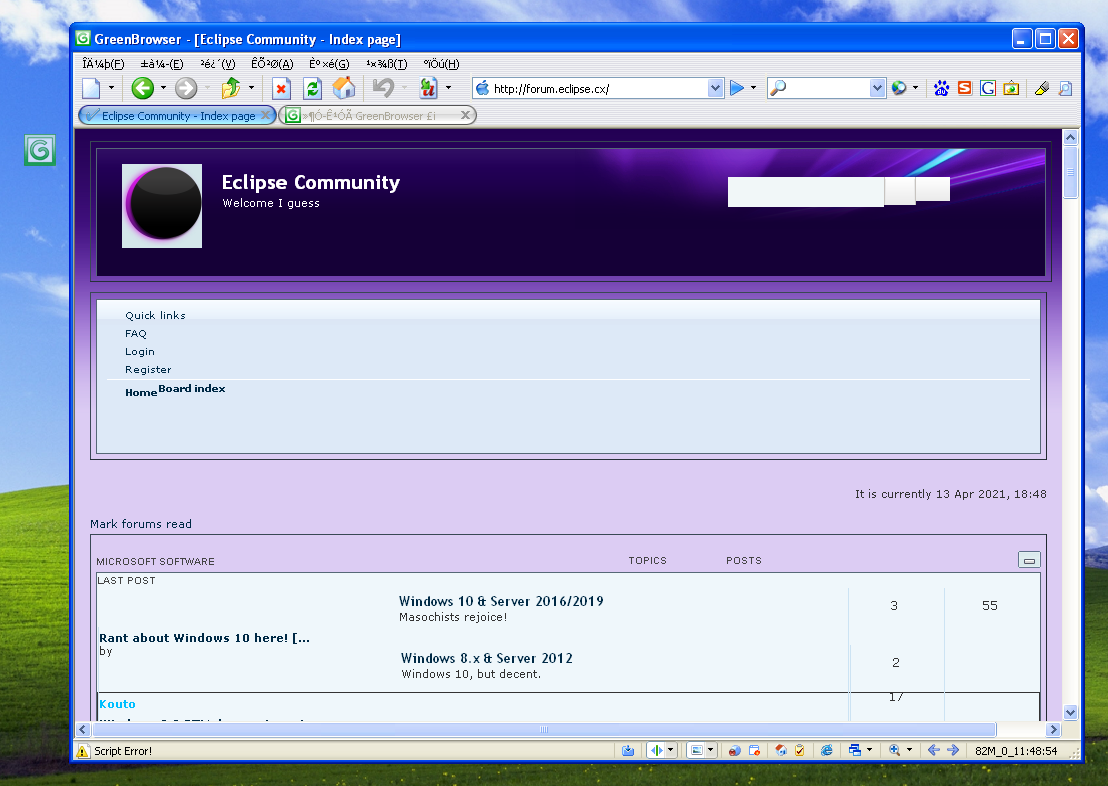 GreenBrowser - [Eclipse Community - Index page]
ÎÄ¼þ(F) ±à¼-(E) ²é¿´(V) ÊÕ²Ø(A) Èº×é(G) ¹¤¾ß(T) °ïÖú(H)
http://forum.eclipse.cx/
Eclipse Community - Index page
GreenBrowser
Eclipse Community
Welcome I guess
Quick links
FAQ
Login
Register
Home Board index
It is currently 13 Apr 2021, 18:48
Mark forums read
MICROSOFT SOFTWARE TOPICS POSTS
LAST POST
Windows 10 & Server 2016/2019 3 55
Masochists rejoice!
Rant about Windows 10 here! [...
by
Windows 8.x & Server 2012 2
Windows 10, but decent.
17
Kouto
Script Error! 82M_0_11:48:54